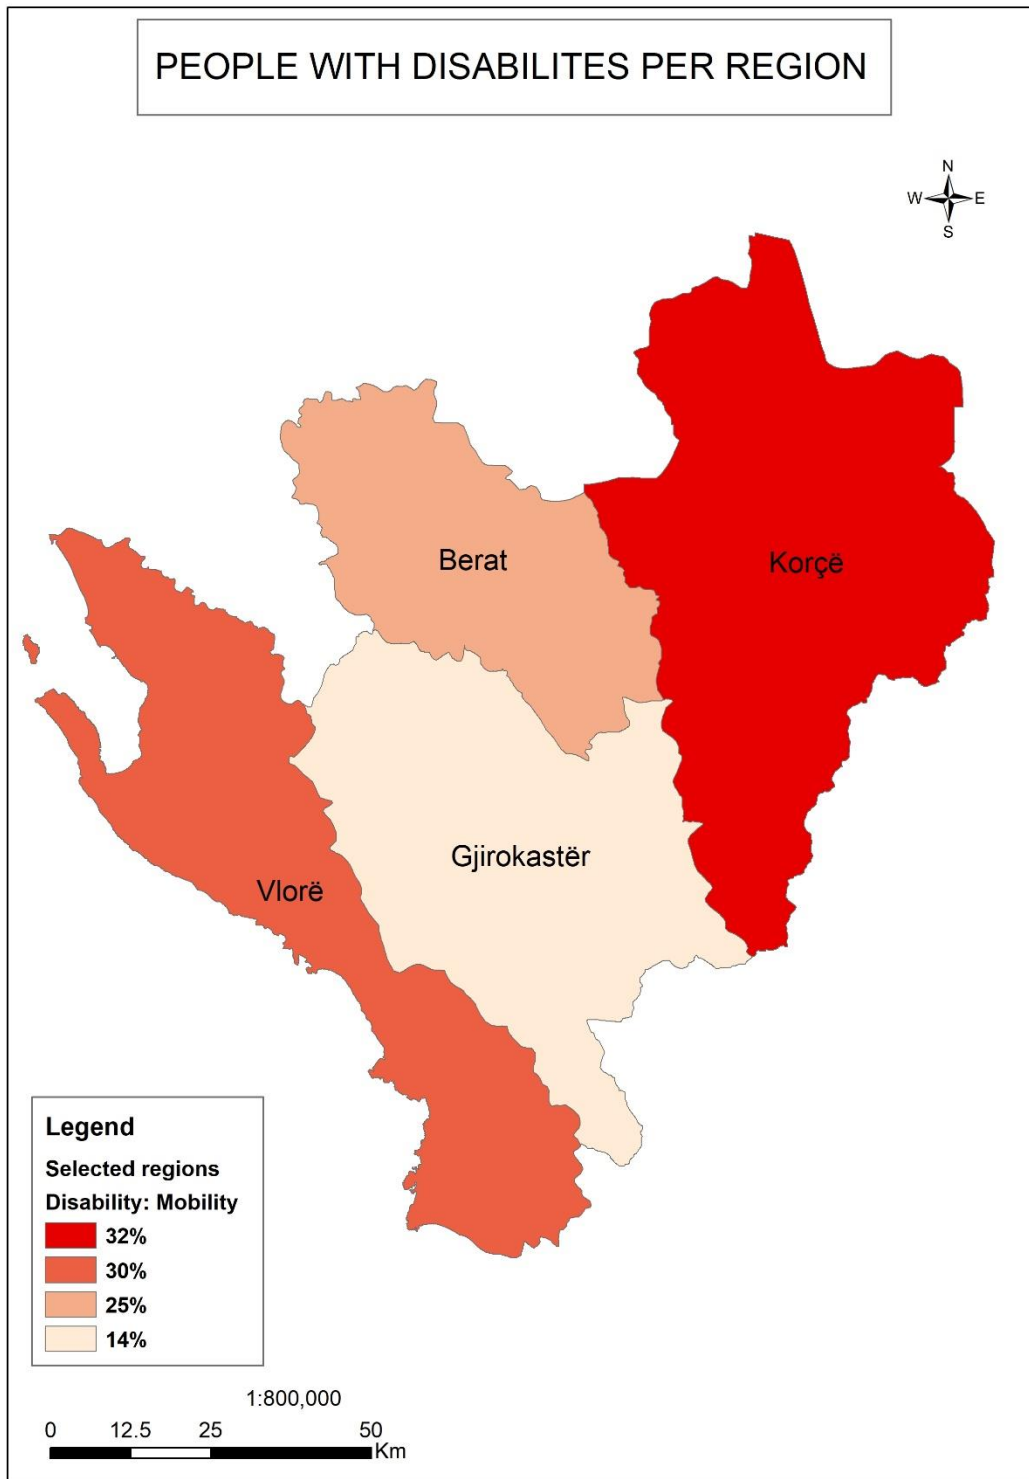 PEOPLE WITH DISABILITES PER REGION
N
W E
S
Berat
Korçë
Gjirokastër
Vlorë
Legend
Selected regions
Disability: Mobility
32%
30%
25%
14%
1:800,000
0 12.5 25 50
Km